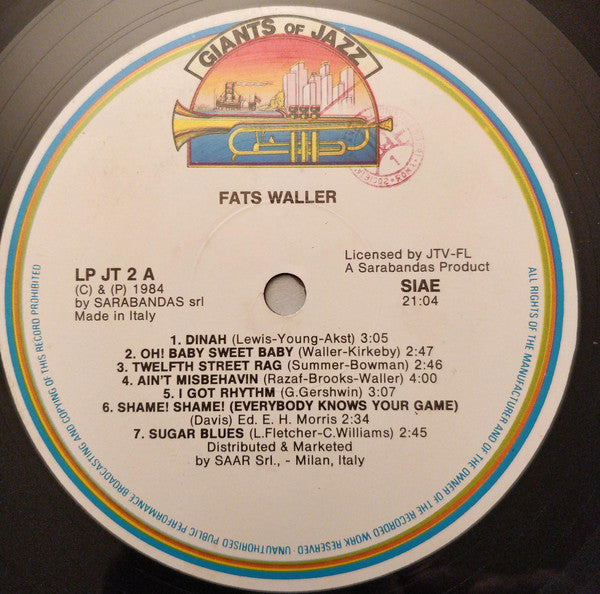 GIANTS OF JAZZ
FATS WALLER
LP JT 2 A
(C) & (P) 1984
by SARABANDAS srl
Made in Italy
Licensed by JTV-FL
A Sarabandas Product
SIAE
21:04
1. DINAH (Lewis-Young-Akst) 3:05
2. OH! BABY SWEET BABY (Waller-Kirkeby) 2:47
3. TWELFTH STREET RAG (Summer-Bowman) 2:46
4. AIN'T MISBEHAVIN (Razaf-Brooks-Waller) 4:00
5. I GOT RHYTHM (G.Gershwin) 3:07
6. SHAME! SHAME! (EVERYBODY KNOWS YOUR GAME)
(Davis) Ed. E. H. Morris 2:34
7. SUGAR BLUES (L.Fletcher-C.Williams) 2:45
Distributed & Marketed
by SAAR Srl., - Milan, Italy
ALL RIGHTS OF THE MANUFACTURER AND OF THE OWNER OF THE RECORDED WORK RESERVED UNAUTHORISED PUBLIC PERFORMANCE BROADCASTING AND COPYING OF THIS RECORD PROHIBITED